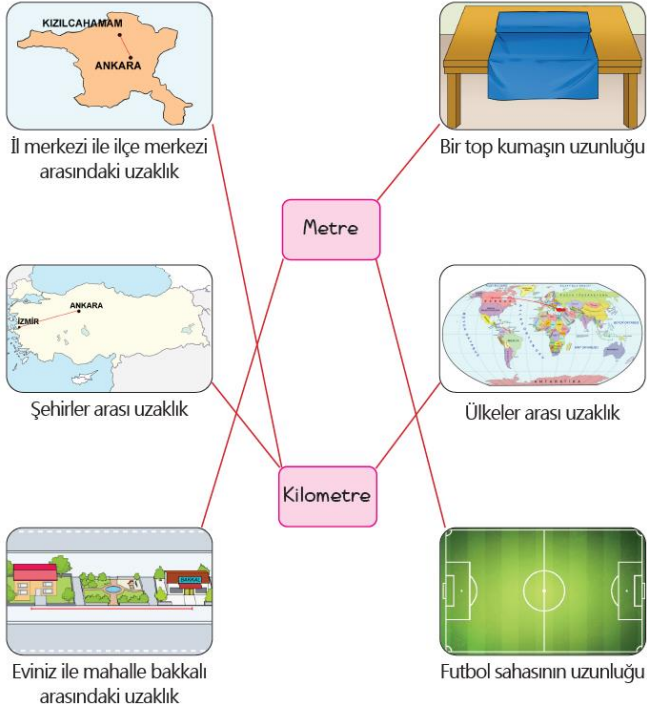 KIZILCAHAMAM
ANKARA
İl merkezi ile ilçe merkezi
arasındaki uzaklık
Bir top kumaşın uzunluğu
Metre
ANKARA
İZMİR
Şehirler arası uzaklık
Ülkeler arası uzaklık
Kilometre
BAKKAL
Eviniz ile mahalle bakkalı
arasındaki uzaklık
Futbol sahasının uzunluğu